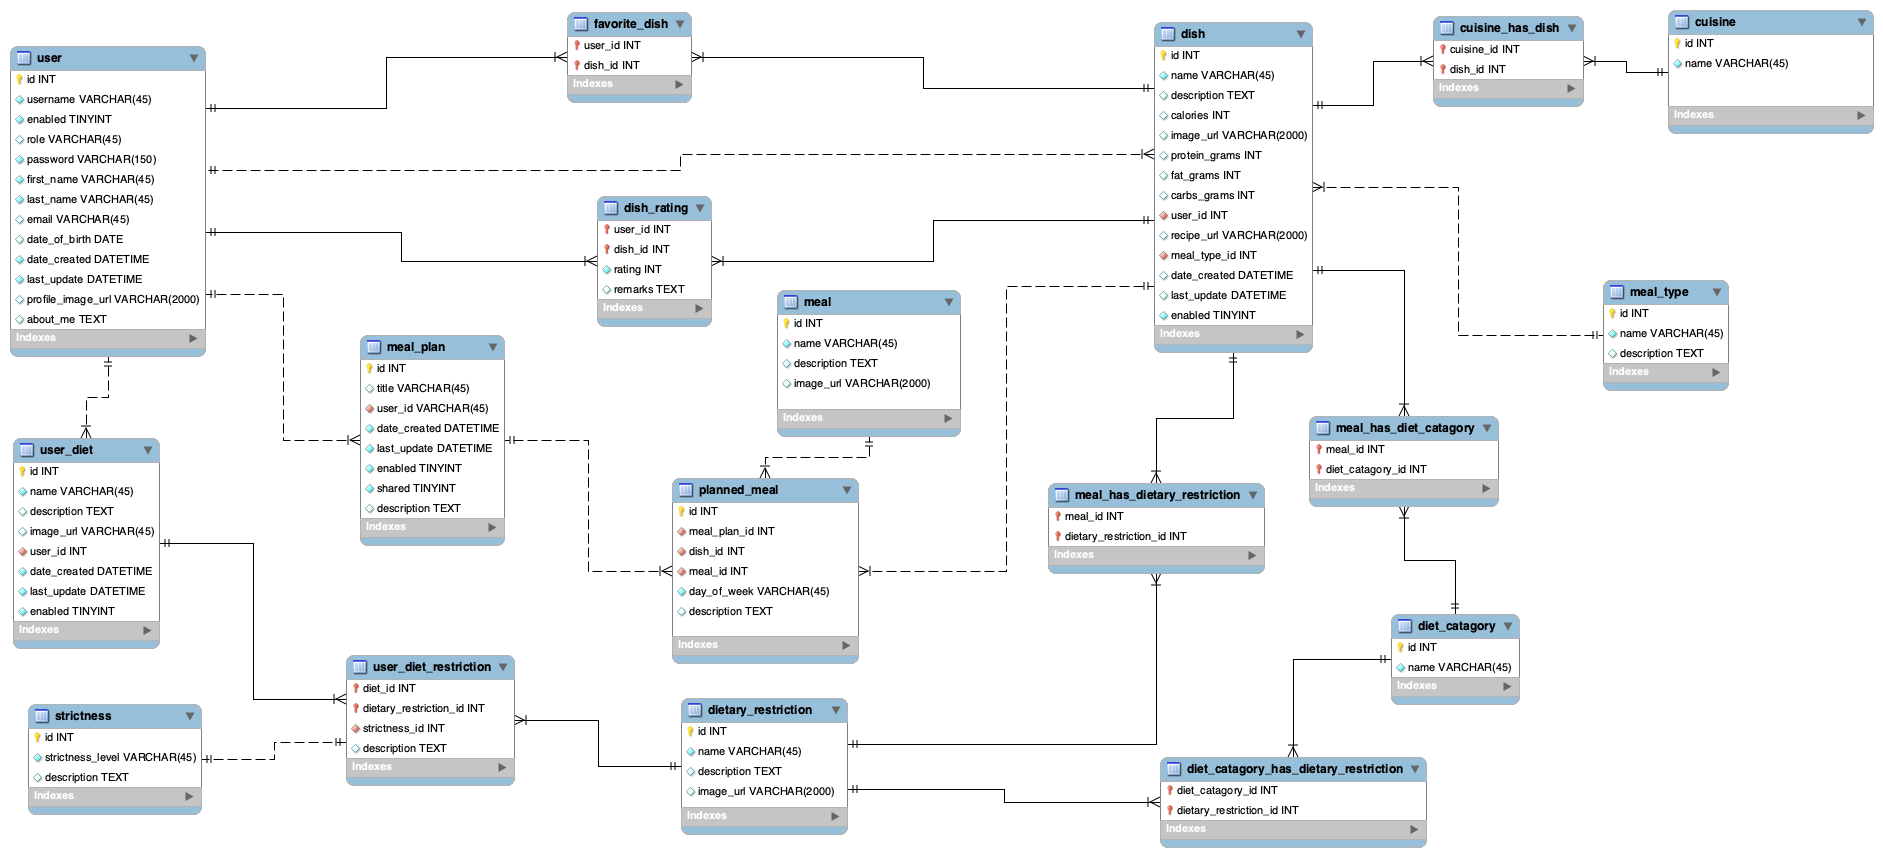 user
id INT
username VARCHAR(45)
enabled TINYINT
role VARCHAR(45)
password VARCHAR(150)
first_name VARCHAR(45)
last_name VARCHAR(45)
email VARCHAR(45)
date_of_birth DATE
date_created DATETIME
last_update DATETIME
profile_image_url VARCHAR(2000)
about_me TEXT
Indexes
favorite_dish
user_id INT
dish_id INT
Indexes
dish
id INT
name VARCHAR(45)
description TEXT
calories INT
image_url VARCHAR(2000)
protein_grams INT
fat_grams INT
carbs_grams INT
user_id INT
recipe_url VARCHAR(2000)
meal_type_id INT
date_created DATETIME
last_update DATETIME
enabled TINYINT
Indexes
cuisine_has_dish
cuisine_id INT
dish_id INT
Indexes
cuisine
id INT
name VARCHAR(45)
Indexes
dish_rating
user_id INT
dish_id INT
rating INT
remarks TEXT
Indexes
meal
id INT
name VARCHAR(45)
description TEXT
image_url VARCHAR(2000)
Indexes
meal_type
id INT
name VARCHAR(45)
description TEXT
Indexes
meal_plan
id INT
title VARCHAR(45)
user_id VARCHAR(45)
date_created DATETIME
last_update DATETIME
enabled TINYINT
shared TINYINT
description TEXT
Indexes
user_diet
id INT
name VARCHAR(45)
description TEXT
image_url VARCHAR(45)
user_id INT
date_created DATETIME
last_update DATETIME
enabled TINYINT
Indexes
planned_meal
id INT
meal_plan_id INT
dish_id INT
meal_id INT
day_of_week VARCHAR(45)
description TEXT
Indexes
meal_has_dietary_restriction
meal_id INT
dietary_restriction_id INT
Indexes
meal_has_diet_catagory
meal_id INT
diet_catagory_id INT
Indexes
diet_catagory
id INT
name VARCHAR(45)
Indexes
user_diet_restriction
diet_id INT
dietary_restriction_id INT
strictness_id INT
description TEXT
Indexes
strictness
id INT
strictness_level VARCHAR(45)
description TEXT
Indexes
dietary_restriction
id INT
name VARCHAR(45)
description TEXT
image_url VARCHAR(2000)
Indexes
diet_catagory_has_dietary_restriction
diet_catagory_id INT
dietary_restriction_id INT
Indexes